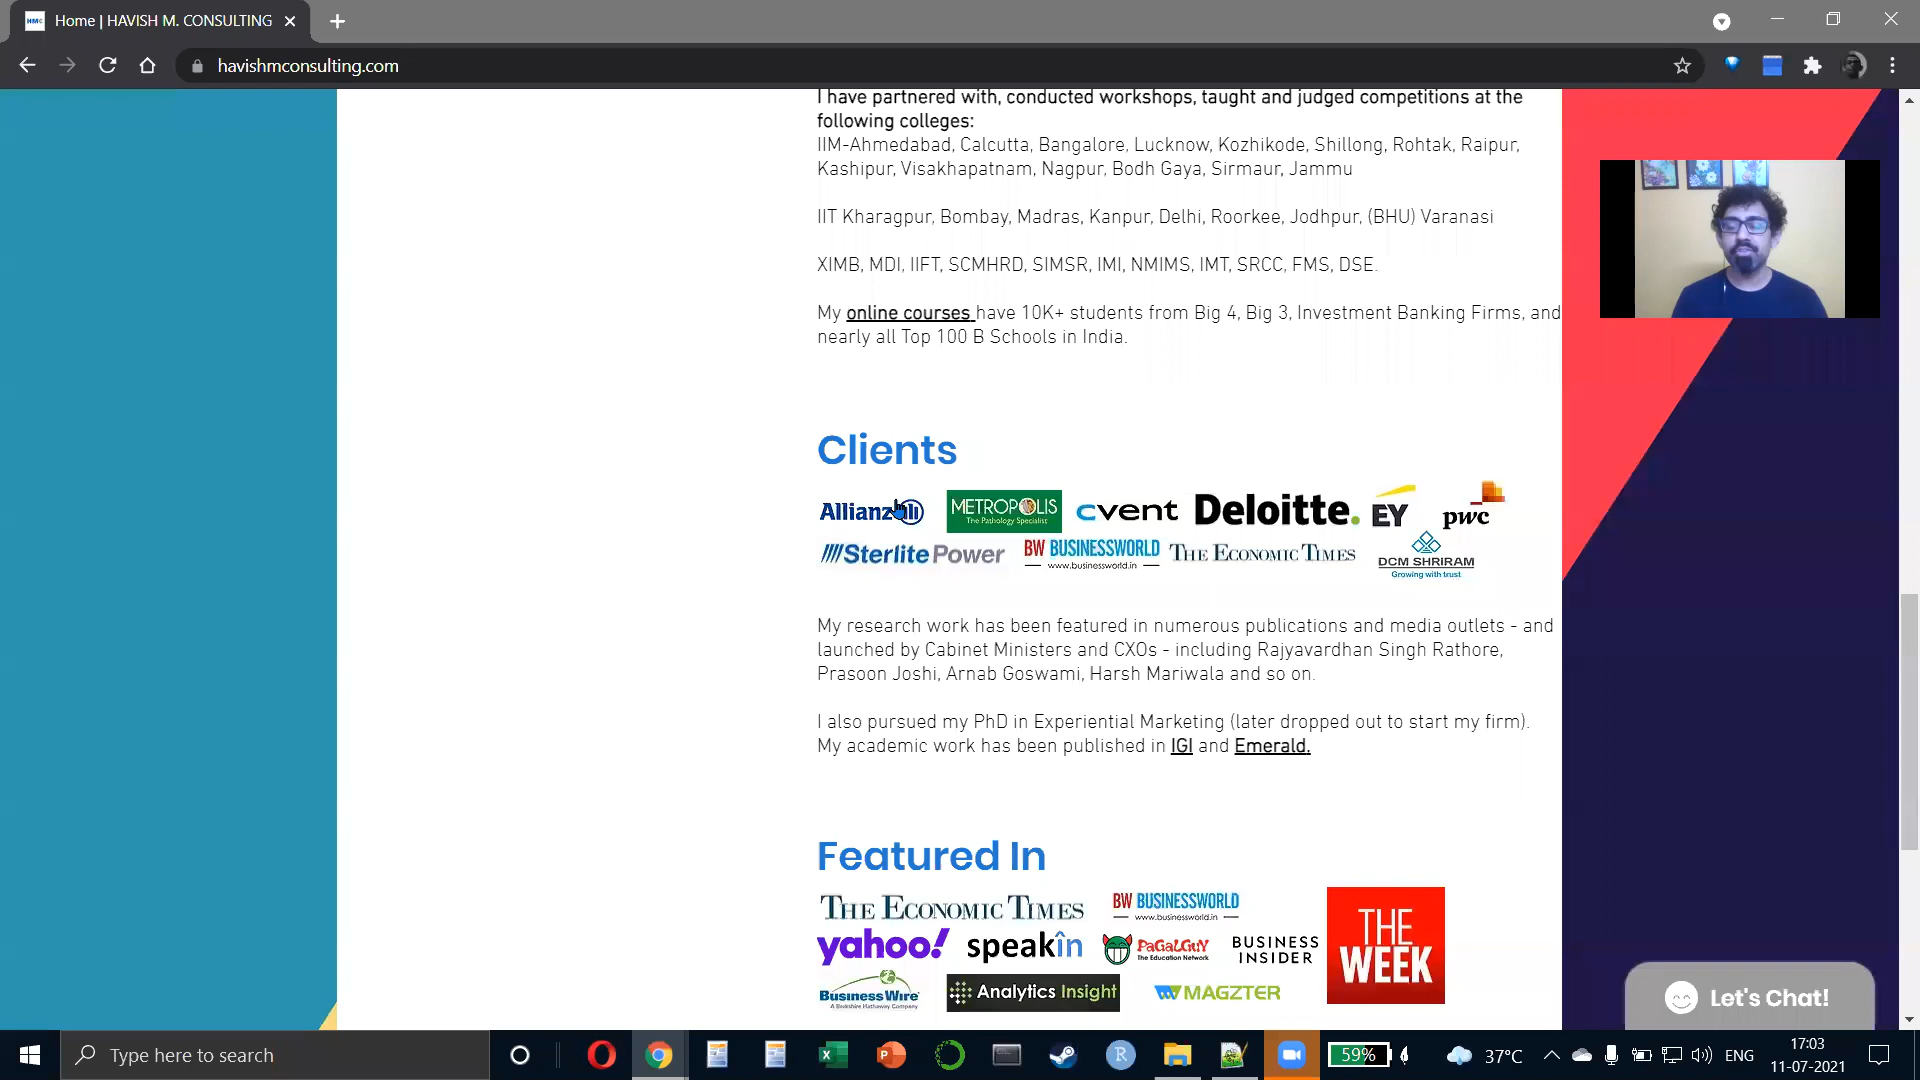 Home | HAVISH M. CONSULTING
havishmconsulting.com
I have partnered with, conducted workshops, taught and judged competitions at the
following colleges:
IIM-Ahmedabad, Calcutta, Bangalore, Lucknow, Kozhikode, Shillong, Rohtak, Raipur,
Kashipur, Visakhapatnam, Nagpur, Bodh Gaya, Sirmaur, Jammu
IIT Kharagpur, Bombay, Madras, Kanpur, Delhi, Roorkee, Jodhpur, (BHU) Varanasi
XIMB, MDI, IIFT, SCMHRD, SIMSR, IMI, NMIMS, IMT, SRCC, FMS, DSE.
My online courses have 10K+ students from Big 4, Big 3, Investment Banking Firms, and
nearly all Top 100 B Schools in India.
Clients
Allianz METROPOLIS cvent Deloitte. EY pwc
The Pathology Specialist
Sterlite Power BW BUSINESSWORLD THE ECONOMIC TIMES DCM SHRIRAM
www.businessworld.in Growing with trust
My research work has been featured in numerous publications and media outlets - and
launched by Cabinet Ministers and CXOs - including Rajyavardhan Singh Rathore,
Prasoon Joshi, Arnab Goswami, Harsh Mariwala and so on.
I also pursued my PhD in Experiential Marketing (later dropped out to start my firm).
My academic work has been published in IGI and Emerald.
Featured In
THE ECONOMIC TIMES BW BUSINESSWORLD
www.businessworld.in
yahoo! speakin PaGaLGuY BUSINESS INSIDER THE WEEK
The Education Network
Business Wire Analytics Insight MAGZTER
A Berkshire Hathaway Company
Let's Chat!
Type here to search
59% 37°C ENG 17:03
11-07-2021